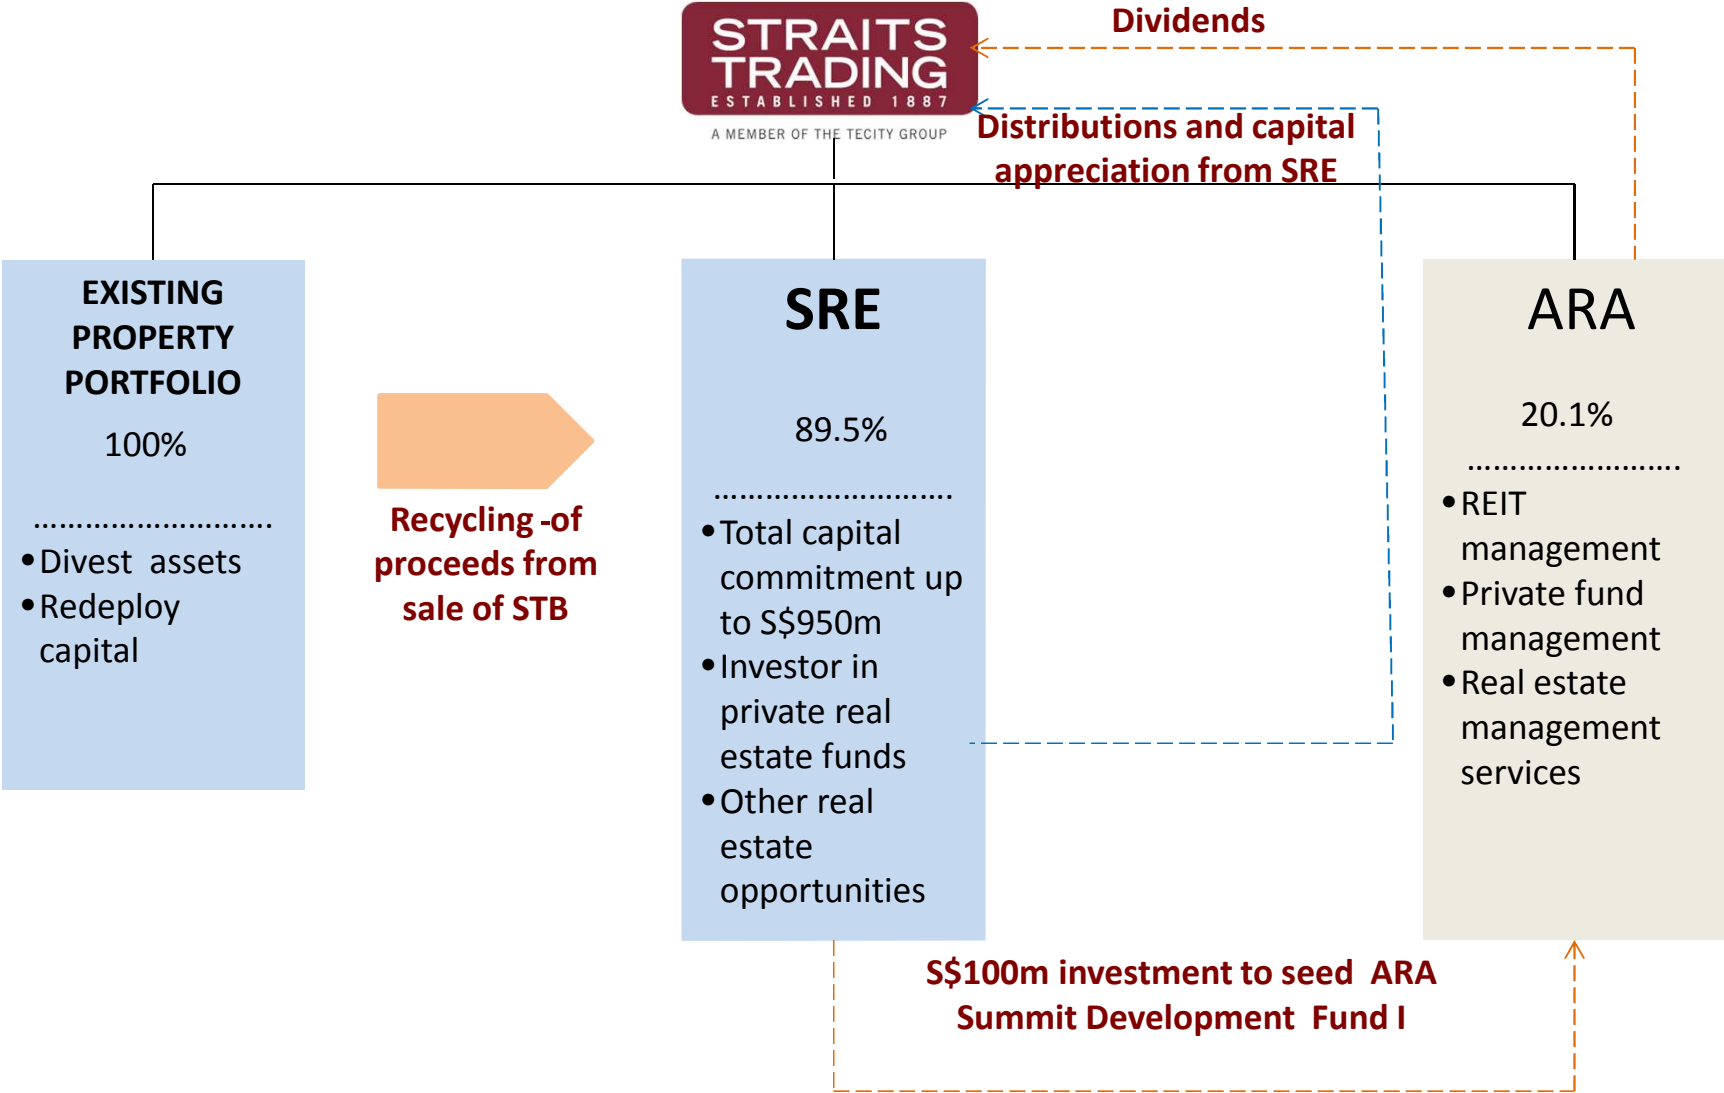 STRAITS
TRADING
ESTABLISHED 1887
A MEMBER OF THE TECITY GROUP
Dividends
Distributions and capital
appreciation from SRE
EXISTING
PROPERTY
PORTFOLIO
100%
............................
•Divest assets
•Redeploy
capital
Recycling -of
proceeds from
sale of STB
SRE
89.5%
............................
•Total capital
commitment up
to S$950m
•Investor in
private real
estate funds
•Other real
estate
opportunities
ARA
20.1%
.........................
•REIT
management
•Private fund
management
•Real estate
management
services
S$100m investment to seed ARA
Summit Development Fund I